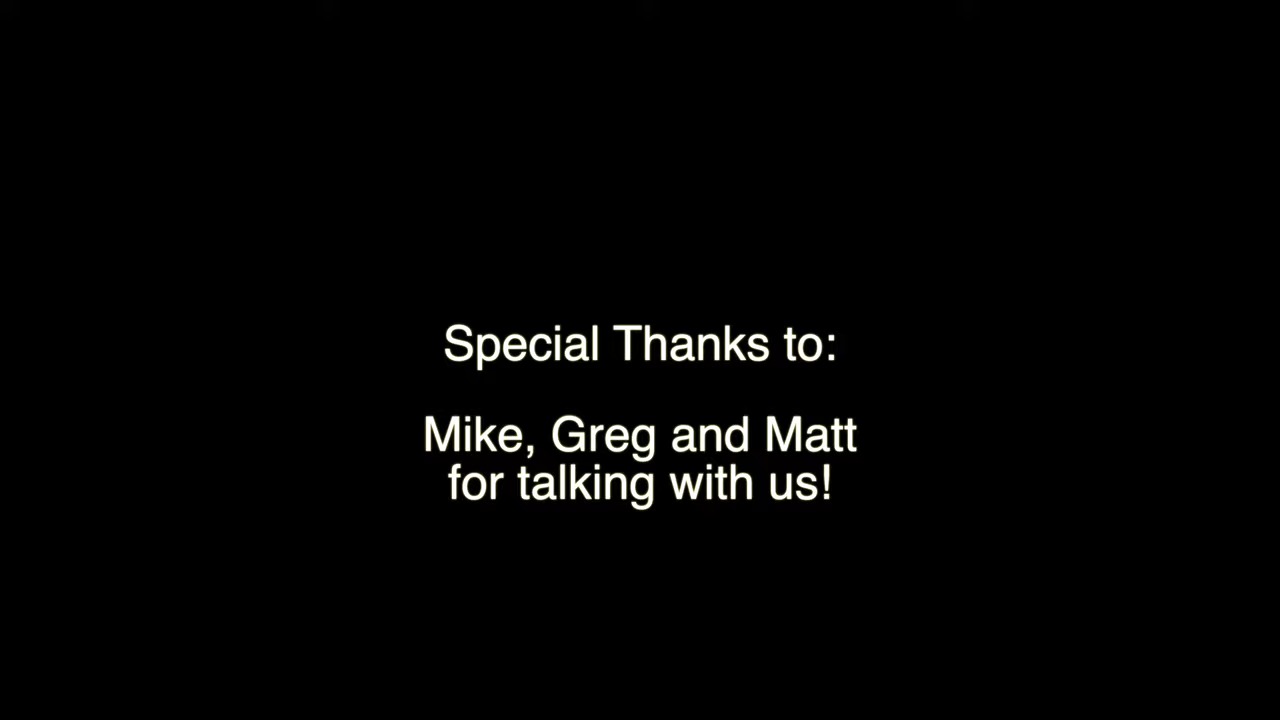 Special Thanks to:
Mike, Greg and Matt
for talking with us!